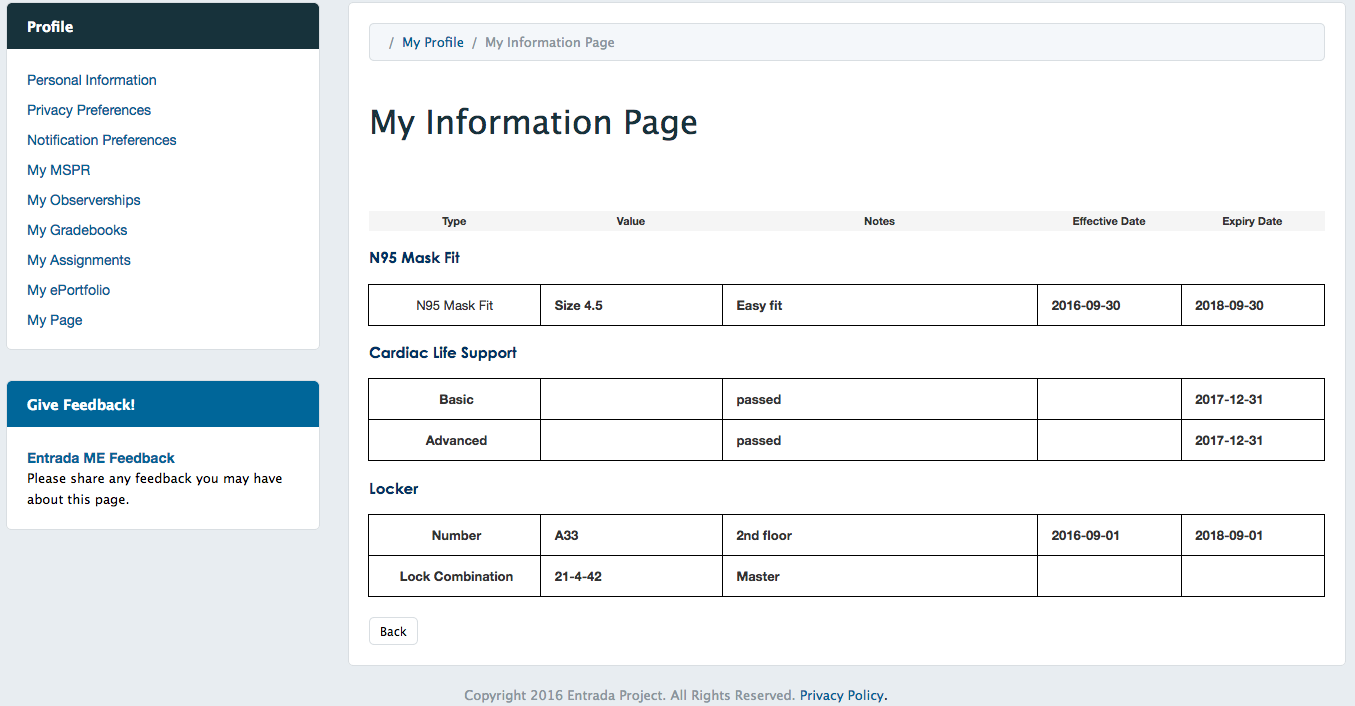 Profile
Personal Information
Privacy Preferences
Notification Preferences
My MSPR
My Observerships
My Gradebooks
My Assignments
My ePortfolio
My Page
Give Feedback!
Entrada ME Feedback
Please share any feedback you may have
about this page.
/ My Profile / My Information Page
My Information Page
Type Value Notes Effective Date Expiry Date
N95 Mask Fit
N95 Mask Fit Size 4.5 Easy fit 2016-09-30 2018-09-30
Cardiac Life Support
Basic passed 2017-12-31
Advanced passed 2017-12-31
Locker
Number A33 2nd floor 2016-09-01 2018-09-01
Lock Combination 21-4-42 Master
Back
Copyright 2016 Entrada Project. All Rights Reserved. Privacy Policy.